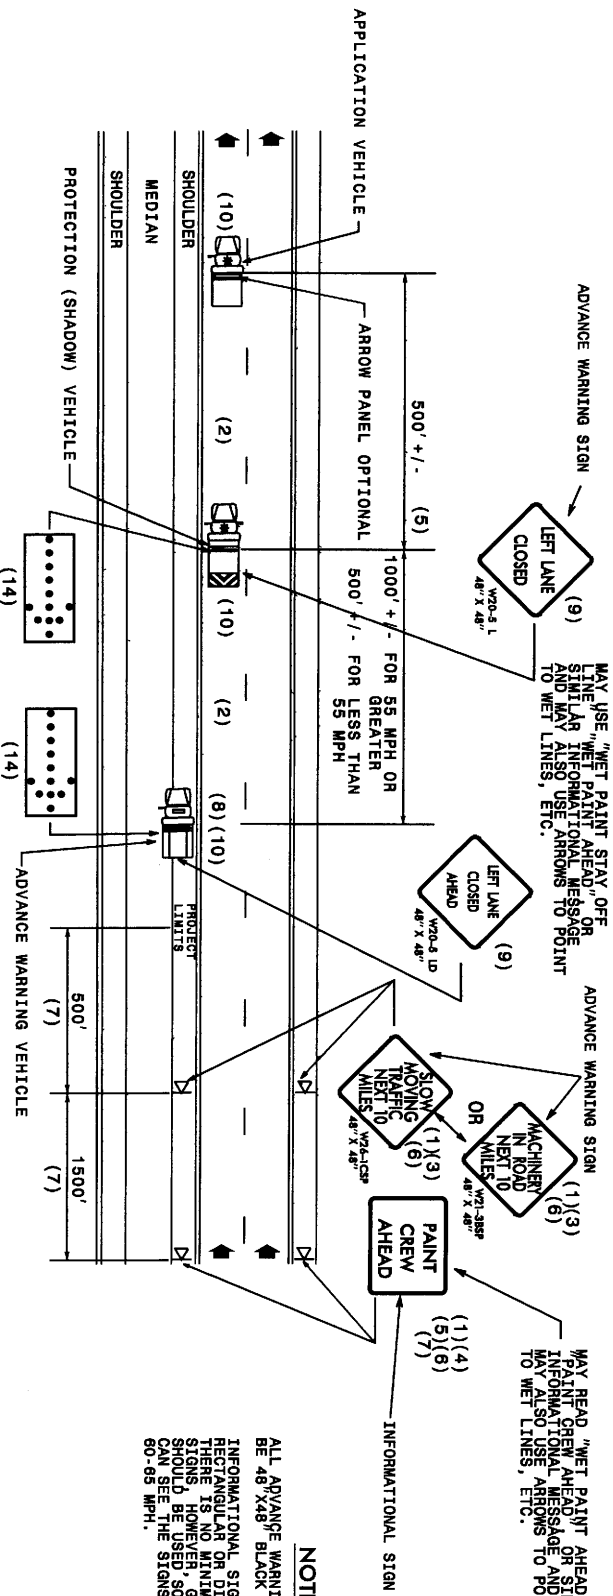 ADVANCE WARNING SIGN
LEFT LANE
CLOSED
(9)
W20-5 L
48" X 48"
MAY USE "WET PAINT STAY OFF
LINE", "WET PAINT AHEAD", OR
SIMILAR INFORMATIONAL MESSAGE
AND MAY ALSO USE ARROWS TO POINT
TO WET LINES, ETC.
ADVANCE WARNING SIGN
MACHINERY
IN ROAD
NEXT 10
MILES
(1)(3)
(6)
W21-3BSP
48" X 48"
OR
SLOW
MOVING
TRAFFIC
NEXT 10
MILES
(1)(3)
(6)
W26-1CSP
48" X 48"
MAY READ "WET PAINT AHEAD
"PAINT CREW AHEAD" OR SI
INFORMATIONAL MESSAGE AND
MAY ALSO USE ARROWS TO PO
TO WET LINES, ETC.
LEFT LANE
CLOSED
AHEAD
(9)
W20-5 LD
48" X 48"
PAINT
CREW
AHEAD
(1)(4)
(5)(6)
(7)
INFORMATIONAL SIGN
APPLICATION VEHICLE
500' +/- (5)
ARROW PANEL OPTIONAL
1000' +/- FOR 55 MPH OR
GREATER
500' +/- FOR LESS THAN
55 MPH
(10)
(2)
(10)
(2)
(8)(10)
SHOULDER
MEDIAN
SHOULDER
PROJECT
LIMITS
500'
(7)
1500'
(7)
PROTECTION (SHADOW) VEHICLE
(14)
(14)
ADVANCE WARNING VEHICLE
NOT
ALL ADVANCE WARNI
BE 48"X48" BLACK
INFORMATIONAL SIG
RECTANGULAR OR DI
THERE IS NO MINIM
SIGNS, HOWEVER, G
SHOULD BE USED SO
CAN SEE THE SIGNS
60-65 MPH.